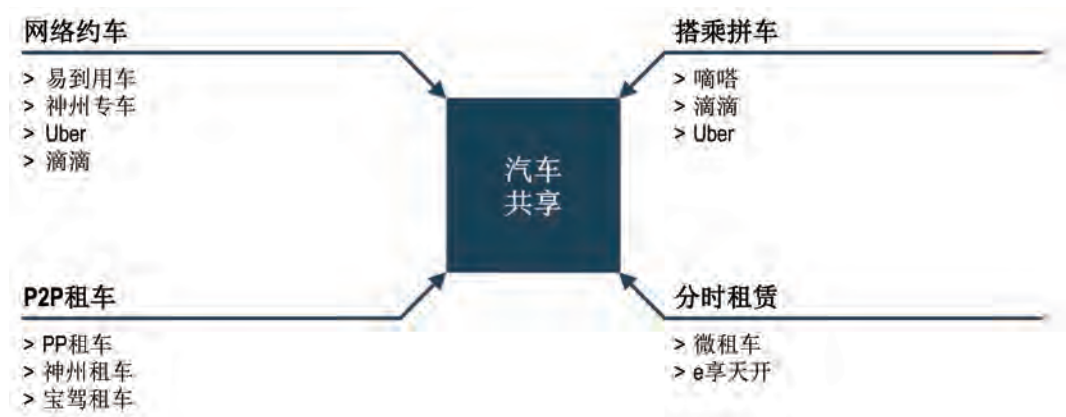 网络约车
> 易到用车
> 神州专车
> Uber
> 滴滴
搭乘拼车
> 嘀嗒
> 滴滴
> Uber
汽车
共享
P2P租车
> PP租车
> 神州租车
> 宝驾租车
分时租赁
> 微租车
> e享天开